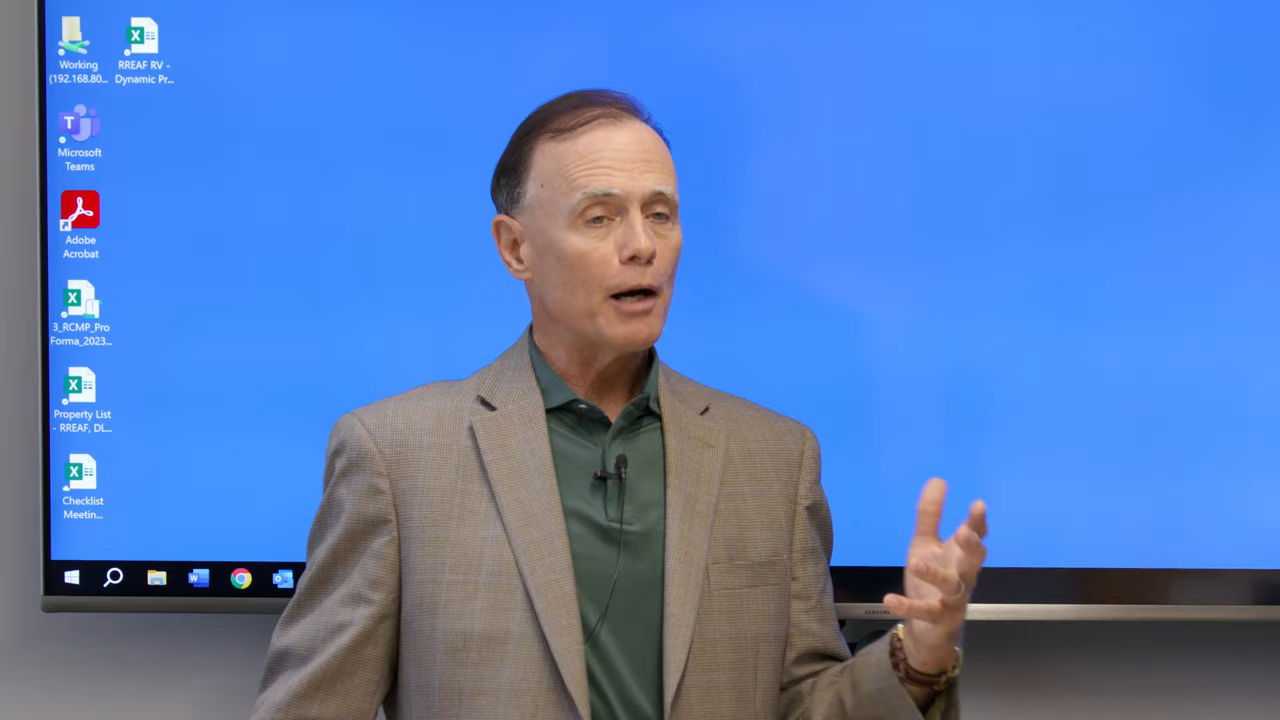 Working
(192.168.80...
RREAF RV -
Dynamic Pr...
Microsoft
Teams
Adobe
Acrobat
3_RCMP_Pro
Forma_2023...
Property List
- RREAF, DL...
Checklist
Meetin...
SAMSUNG